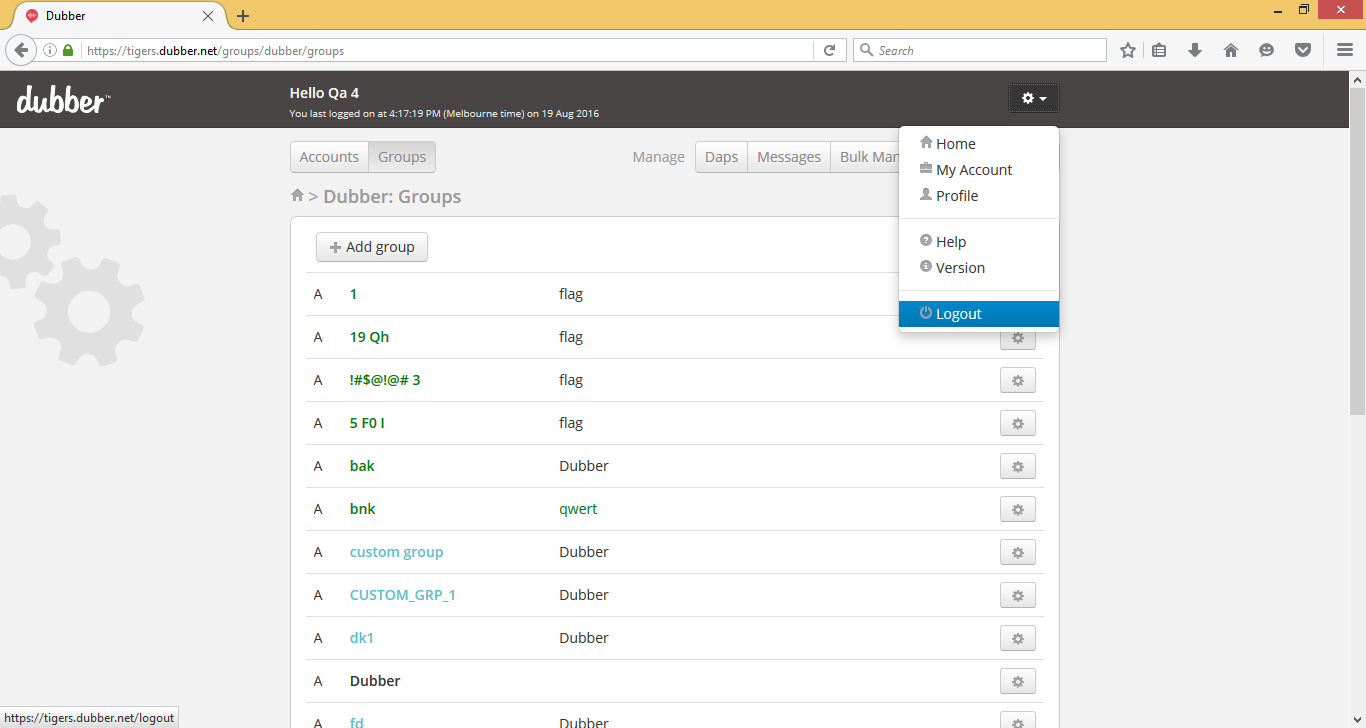 Dubber
https://tigers.dubber.net/groups/dubber/groups
Search
dubber™
Hello Qa 4
You last logged on at 4:17:19 PM (Melbourne time) on 19 Aug 2016
Accounts Groups Manage Daps Messages Bulk Man
Home
My Account
Profile
Help
Version
Logout
> Dubber: Groups
Add group
A 1 flag
A 19 Qh flag
A !#$@!@# 3 flag
A 5 F0 I flag
A bak Dubber
A bnk qwert
A custom group Dubber
A CUSTOM_GRP_1 Dubber
A dk1 Dubber
A Dubber
A fd Dubber
https://tigers.dubber.net/logout